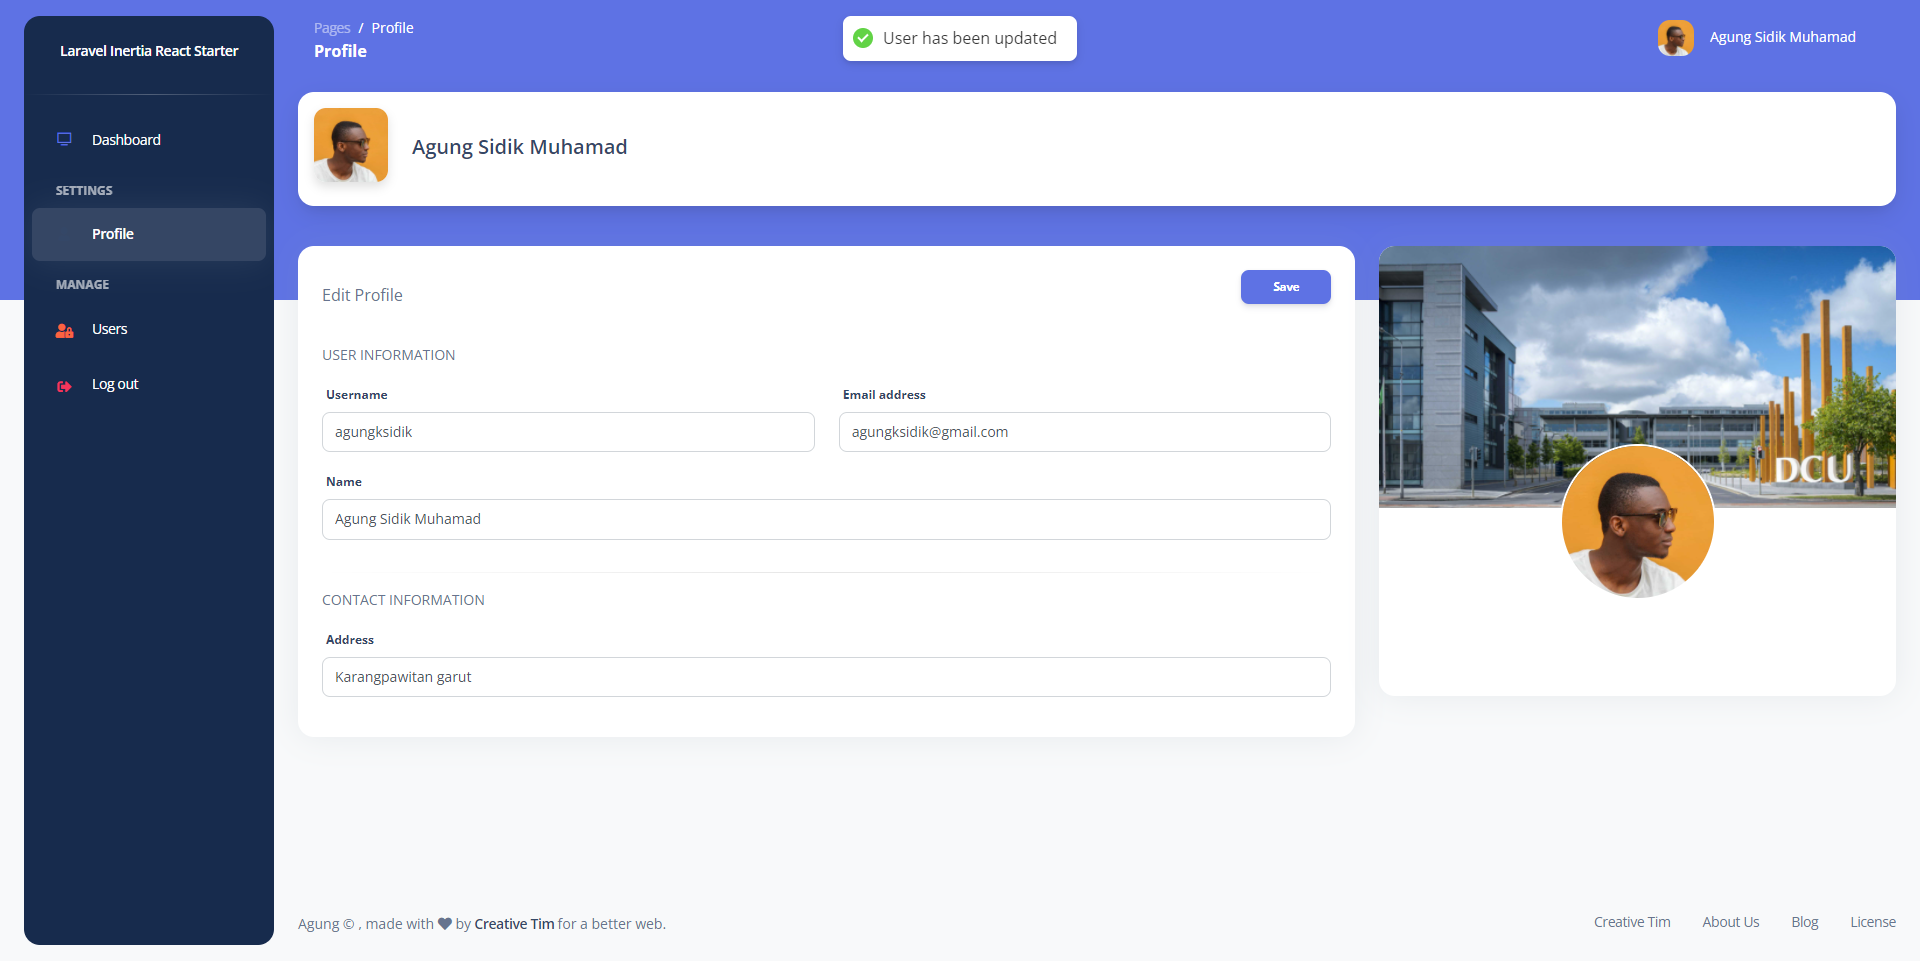 Laravel Inertia React Starter
Dashboard
SETTINGS
Profile
MANAGE
Users
Log out
Pages / Profile
Profile
User has been updated
Agung Sidik Muhamad
Agung Sidik Muhamad
Edit Profile
Save
USER INFORMATION
Username
Email address
agungksidik
agungksidik@gmail.com
Name
Agung Sidik Muhamad
CONTACT INFORMATION
Address
Karangpawitan garut
DCU
Agung © , made with ♥ by Creative Tim for a better web.
Creative Tim
About Us
Blog
License